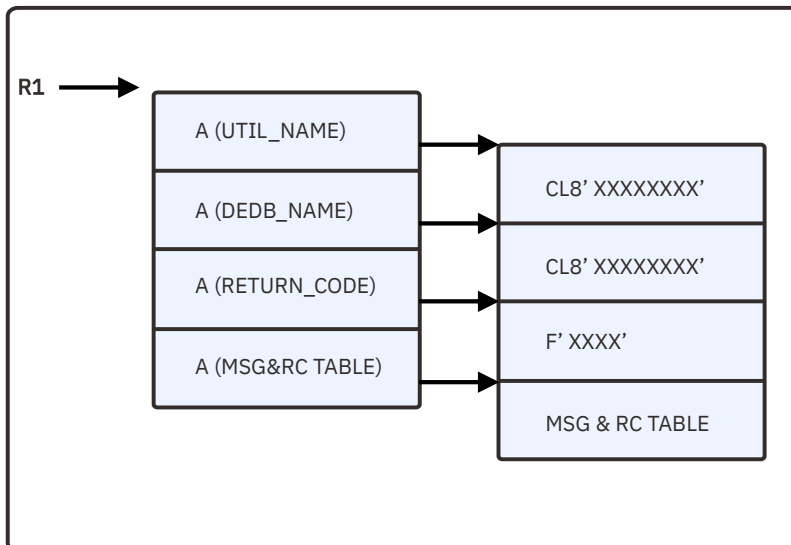 R1
A (UTIL_NAME)
A (DEDB_NAME)
A (RETURN_CODE)
A (MSG&RC TABLE)
CL8’ XXXXXXXX’
CL8’ XXXXXXXX’
F’ XXXX’
MSG & RC TABLE